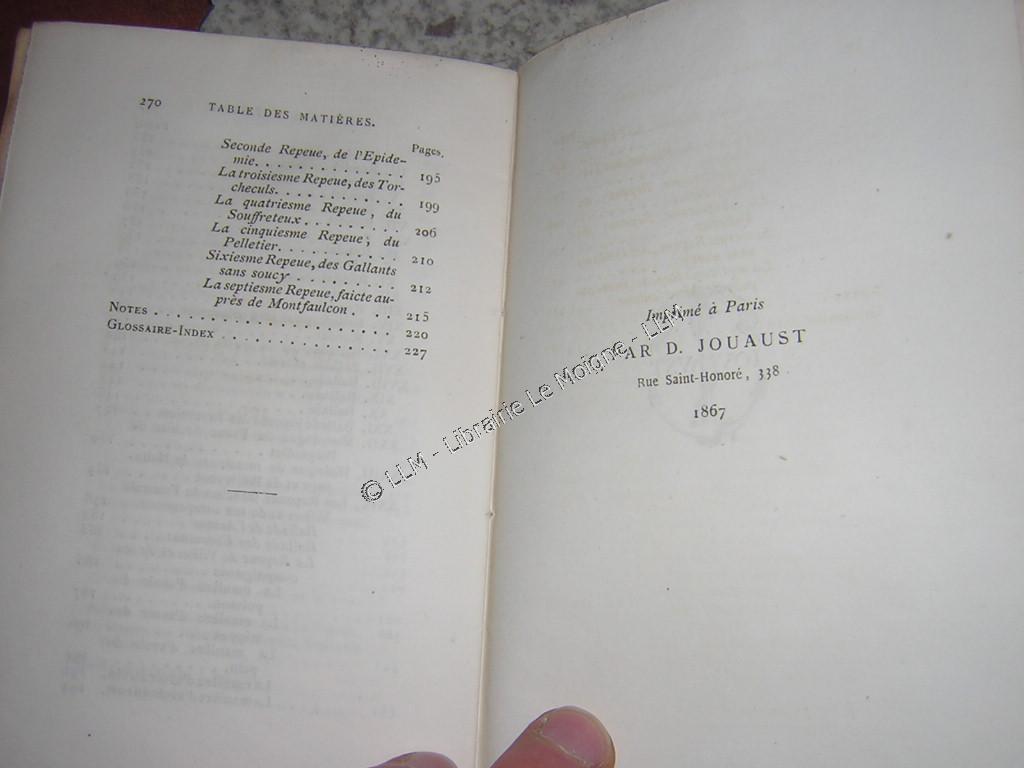 270 TABLE DES MATIÈRES.
Pages.
Seconde Repeue, de l'Epide-
mie. . . . . . . . . . . . . 195
La troisiesme Repeue, des Tor-
checuls. . . . . . . . . . . 199
La quatriesme Repeue, du
Souffreteux . . . . . . . . . 206
La cinquiesme Repeue, du
Pelletier. . . . . . . . . . 210
Sixiesme Repeue, des Gallants
sans soucy . . . . . . . . . 212
La septiesme Repeue, faicte au-
près de Montfaulcon . . . 215
NOTES . . . . . . . . . . . . . . . . . . 220
GLOSSAIRE-INDEX . . . . . . . . . . . . . 227
Imprimé à Paris
PAR D. JOUAUST
Rue Saint-Honoré, 338
1867
© LLM - Librairie Le Moigne - LLM